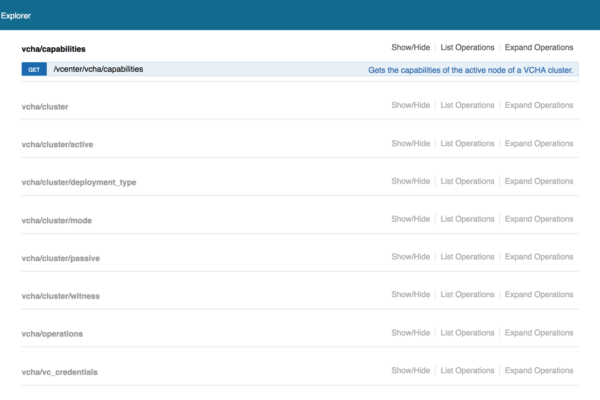 Explorer
vcha/capabilities Show/Hide List Operations Expand Operations
GET /vcenter/vcha/capabilities Gets the capabilities of the active node of a VCHA cluster.
vcha/cluster Show/Hide List Operations Expand Operations
vcha/cluster/active Show/Hide List Operations Expand Operations
vcha/cluster/deployment_type Show/Hide List Operations Expand Operations
vcha/cluster/mode Show/Hide List Operations Expand Operations
vcha/cluster/passive Show/Hide List Operations Expand Operations
vcha/cluster/witness Show/Hide List Operations Expand Operations
vcha/operations Show/Hide List Operations Expand Operations
vcha/vc_credentials Show/Hide List Operations Expand Operations